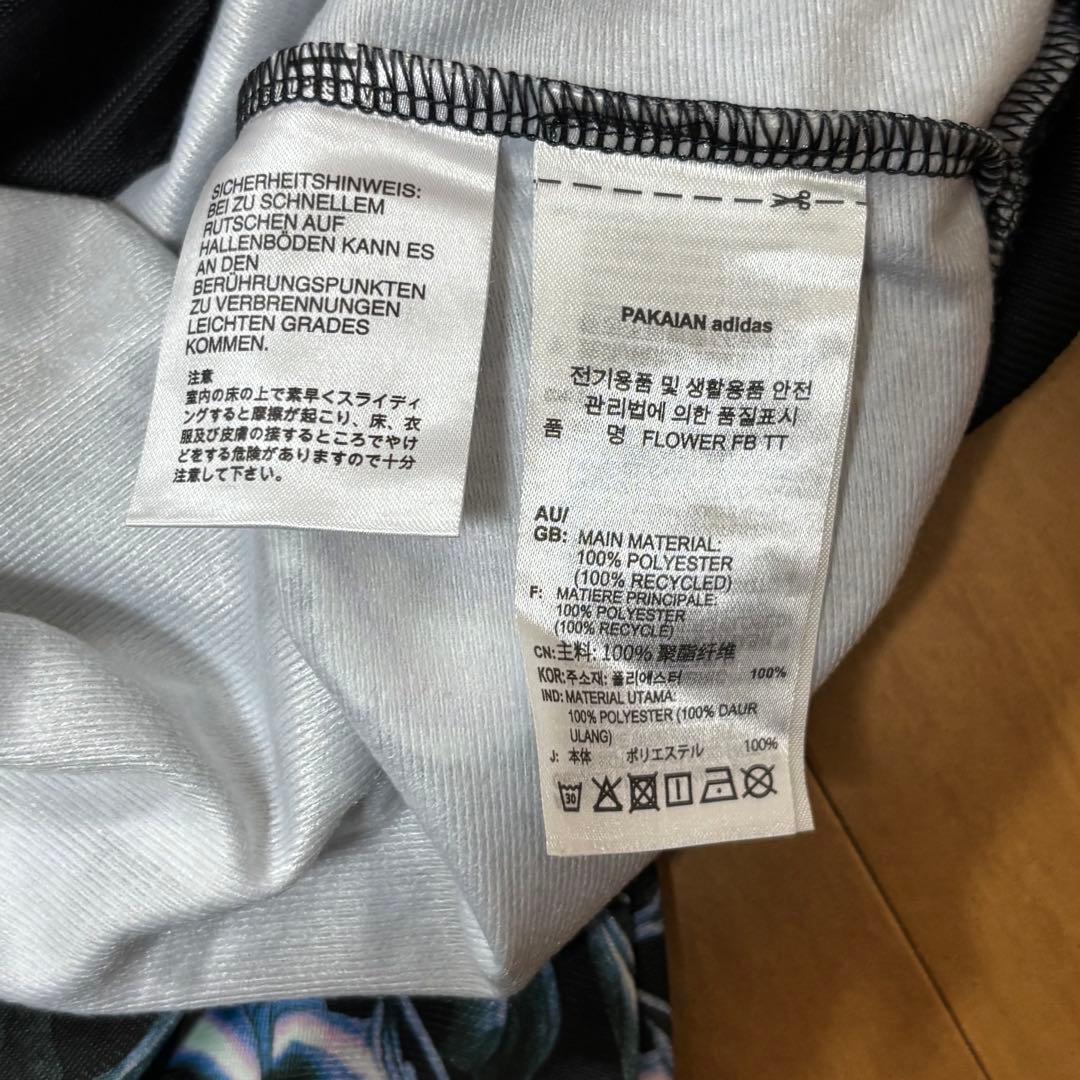 SICHERHEITSHINWEIS:
BEI ZU SCHNELLEM
RUTSCHEN AUF
HALLENBÖDEN KANN ES
AN DEN
BERÜHRUNGSPUNKTEN
ZU VERBRENNUNGEN
LEICHTEN GRADES
KOMMEN.
注意
室内の床の上で素早くスライディ
ングすると摩擦が起こり、床、衣
服及び皮膚の接するところでやけ
どをする危険がありますので十分
注意して下さい。
PAKAIAN adidas
전기용품 및 생활용품 안전
관리법에 의한 품질표시
품 명 FLOWER FB TT
AU/
GB: MAIN MATERIAL:
100% POLYESTER
(100% RECYCLED)
F: MATIERE PRINCIPALE:
100% POLYESTER
(100% RECYCLE)
CN:主料: 100% 聚酯纤维
KOR:주소재: 폴리에스터 100%
IND: MATERIAL UTAMA:
100% POLYESTER (100% DAUR
ULANG)
J: 本体 ポリエステル 100%
30